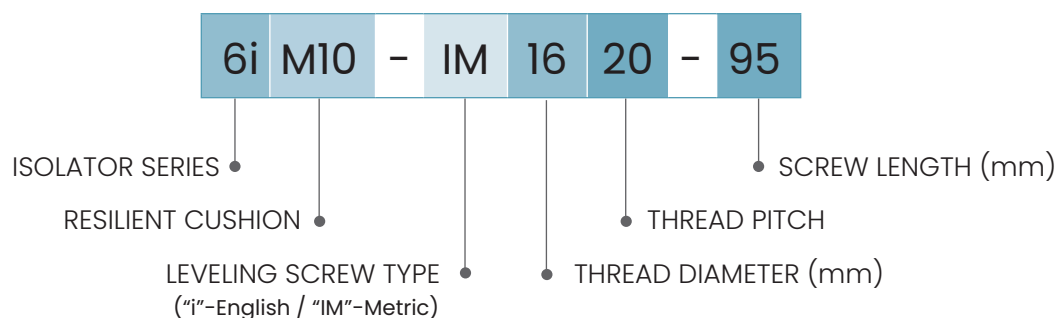 6i M10 - IM 16 20 - 95
ISOLATOR SERIES
SCREW LENGTH (mm)
RESILIENT CUSHION
THREAD PITCH
LEVELING SCREW TYPE
THREAD DIAMETER (mm)
(“i”-English / “IM”-Metric)